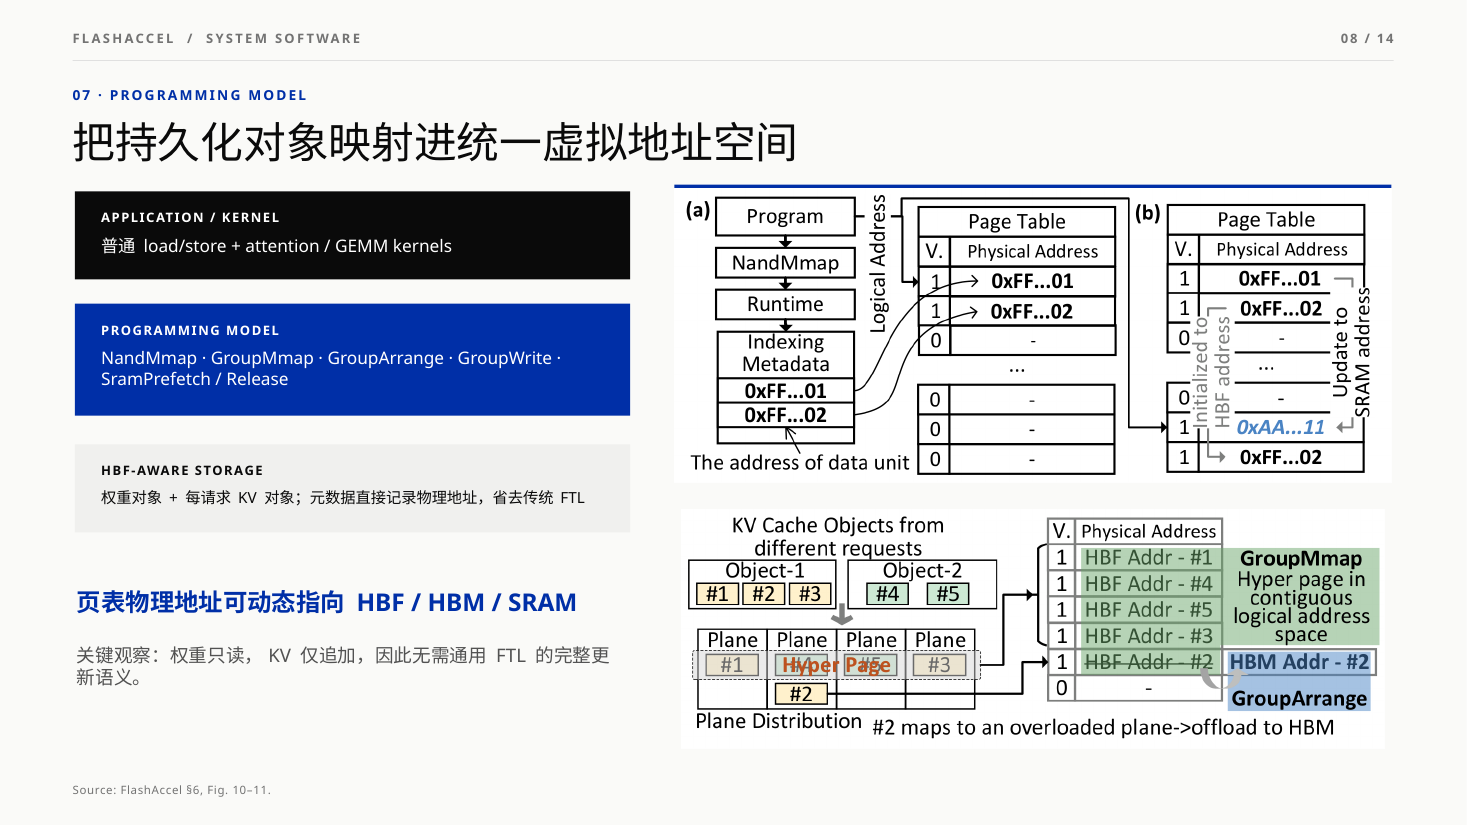 FLASHACCEL / SYSTEM SOFTWARE
08 / 14
07 · PROGRAMMING MODEL
把持久化对象映射进统一虚拟地址空间
APPLICATION / KERNEL
普通 load/store + attention / GEMM kernels
PROGRAMMING MODEL
NandMmap · GroupMmap · GroupArrange · GroupWrite ·
SramPrefetch / Release
HBF-AWARE STORAGE
权重对象 + 每请求 KV 对象；元数据直接记录物理地址，省去传统 FTL
页表物理地址可动态指向 HBF / HBM / SRAM
关键观察：权重只读， KV 仅追加，因此无需通用 FTL 的完整更
新语义。
(a)
Program
NandMmap
Runtime
Indexing
Metadata
0xFF...01
0xFF...02
The address of data unit
Logical Address
Page Table
V. Physical Address
1 0xFF...01
1 0xFF...02
0 -
...
0 -
0 -
0 -
(b)
Page Table
V. Physical Address
1 0xFF...01
1 0xFF...02
0 -
...
0 -
1 0xAA...11
1 0xFF...02
Initialized to
HBF address
Update to
SRAM address
KV Cache Objects from
different requests
Object-1
#1 #2 #3
Object-2
#4 #5
Plane Plane Plane Plane
#1 #4 #5 #3
Hyper Page
#2
Plane Distribution
V. Physical Address
1 HBF Addr - #1
1 HBF Addr - #4
1 HBF Addr - #5
1 HBF Addr - #3
1 HBF Addr - #2 HBM Addr - #2
0 -
GroupMmap
Hyper page in
contiguous
logical address
space
GroupArrange
#2 maps to an overloaded plane->offload to HBM
Source: FlashAccel §6, Fig. 10–11.